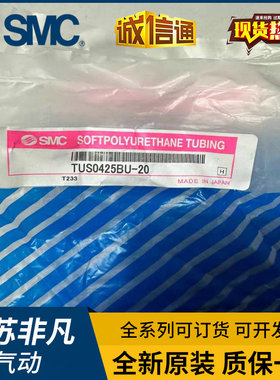 SMC
诚信通
现货热
SMC SOFTPOLYURETHANE TUBING
TUS0425BU-20
H
T233
MADE IN JAPAN
苏非凡
气动
全系列可订货 可开发
全新原装 质保一